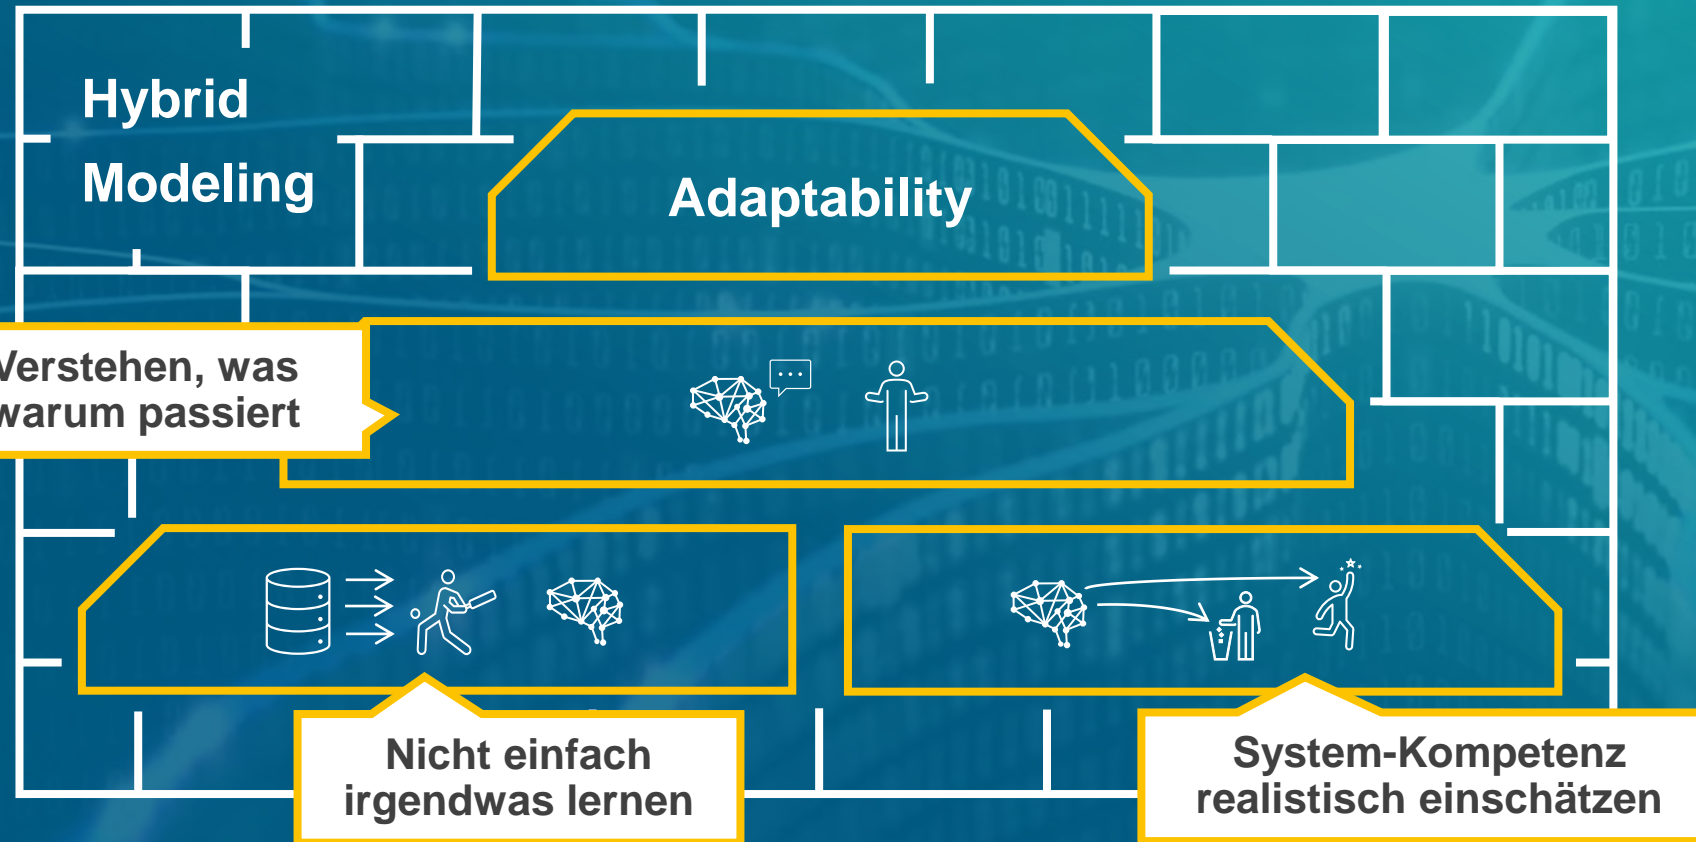 Hybrid
Modeling
Adaptability
Verstehen, was
warum passiert
Nicht einfach
irgendwas lernen
System-Kompetenz
realistisch einschätzen